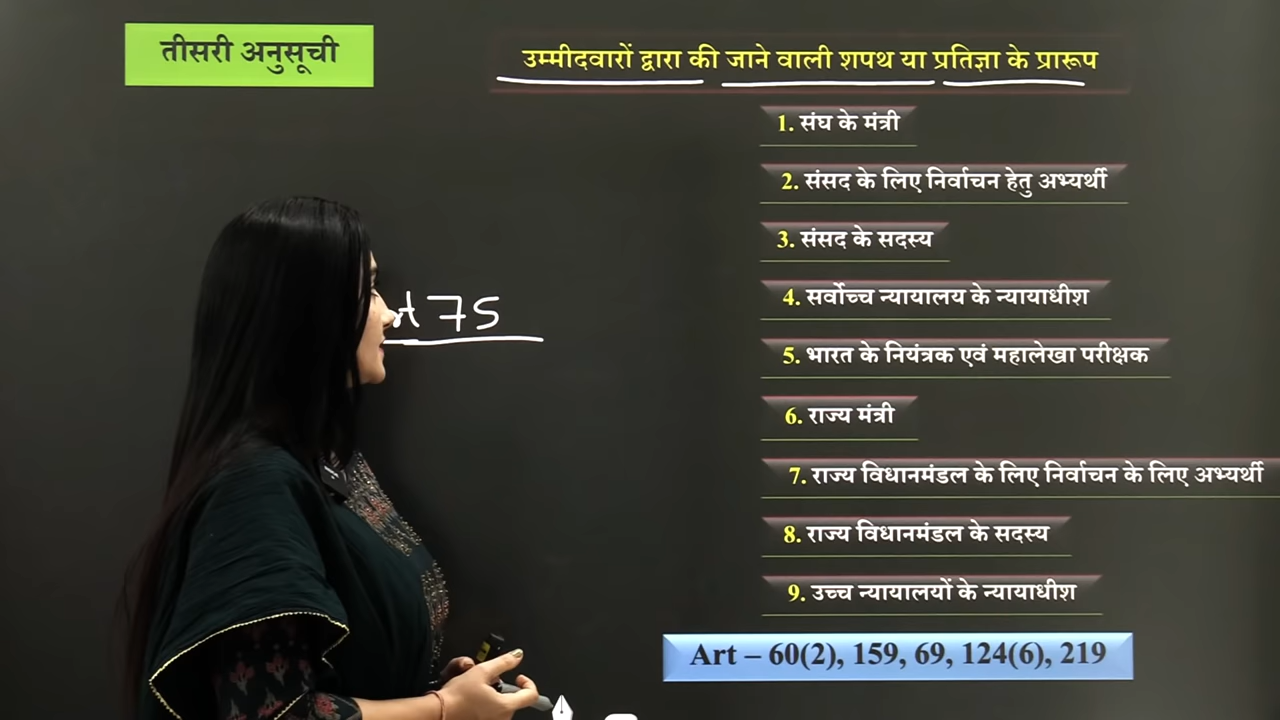 तीसरी अनुसूची
उम्मीदवारों द्वारा की जाने वाली शपथ या प्रतिज्ञा के प्रारूप
1. संघ के मंत्री
2. संसद के लिए निर्वाचन हेतु अभ्यर्थी
3. संसद के सदस्य
4. सर्वोच्च न्यायालय के न्यायाधीश
75
5. भारत के नियंत्रक एवं महालेखा परीक्षक
6. राज्य मंत्री
7. राज्य विधानमंडल के लिए निर्वाचन के लिए अभ्यर्थी
8. राज्य विधानमंडल के सदस्य
9. उच्च न्यायालयों के न्यायाधीश
Art – 60(2), 159, 69, 124(6), 219